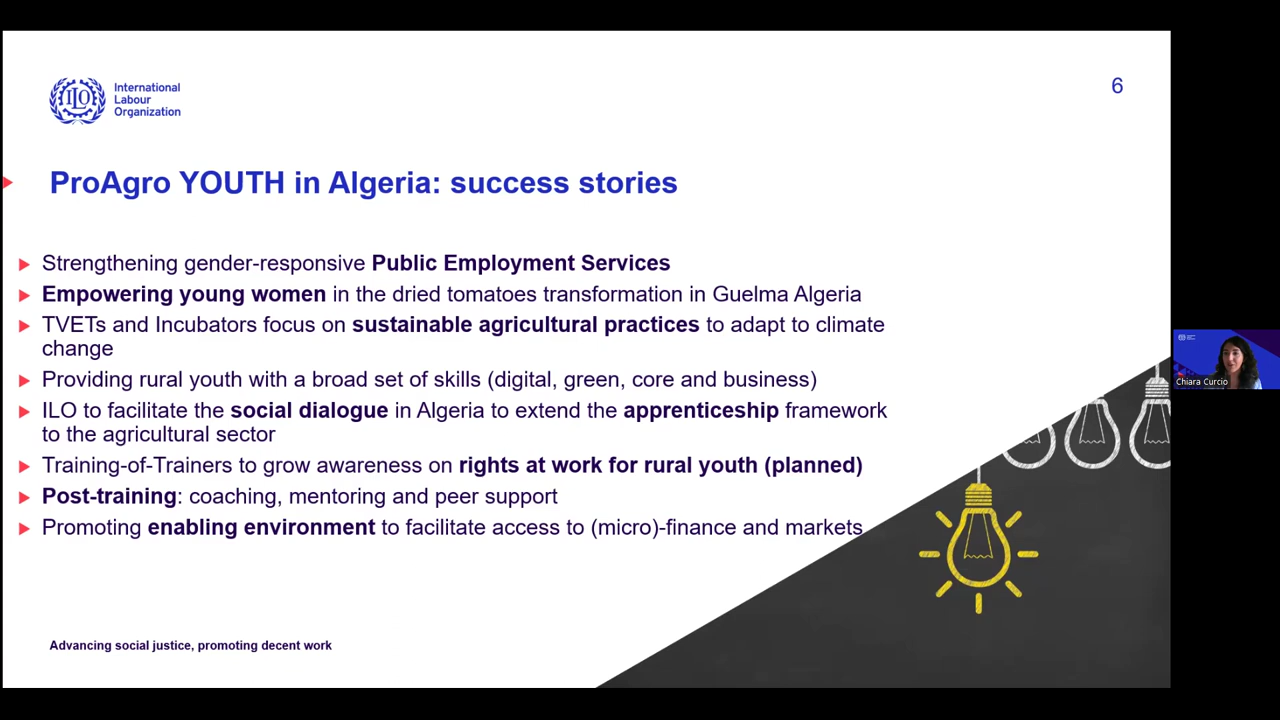 International
Labour
Organization
6
ProAgro YOUTH in Algeria: success stories
Strengthening gender-responsive Public Employment Services
Empowering young women in the dried tomatoes transformation in Guelma Algeria
TVETs and Incubators focus on sustainable agricultural practices to adapt to climate
change
Providing rural youth with a broad set of skills (digital, green, core and business)
ILO to facilitate the social dialogue in Algeria to extend the apprenticeship framework
to the agricultural sector
Training-of-Trainers to grow awareness on rights at work for rural youth (planned)
Post-training: coaching, mentoring and peer support
Promoting enabling environment to facilitate access to (micro)-finance and markets
Chiara Curcio
Advancing social justice, promoting decent work